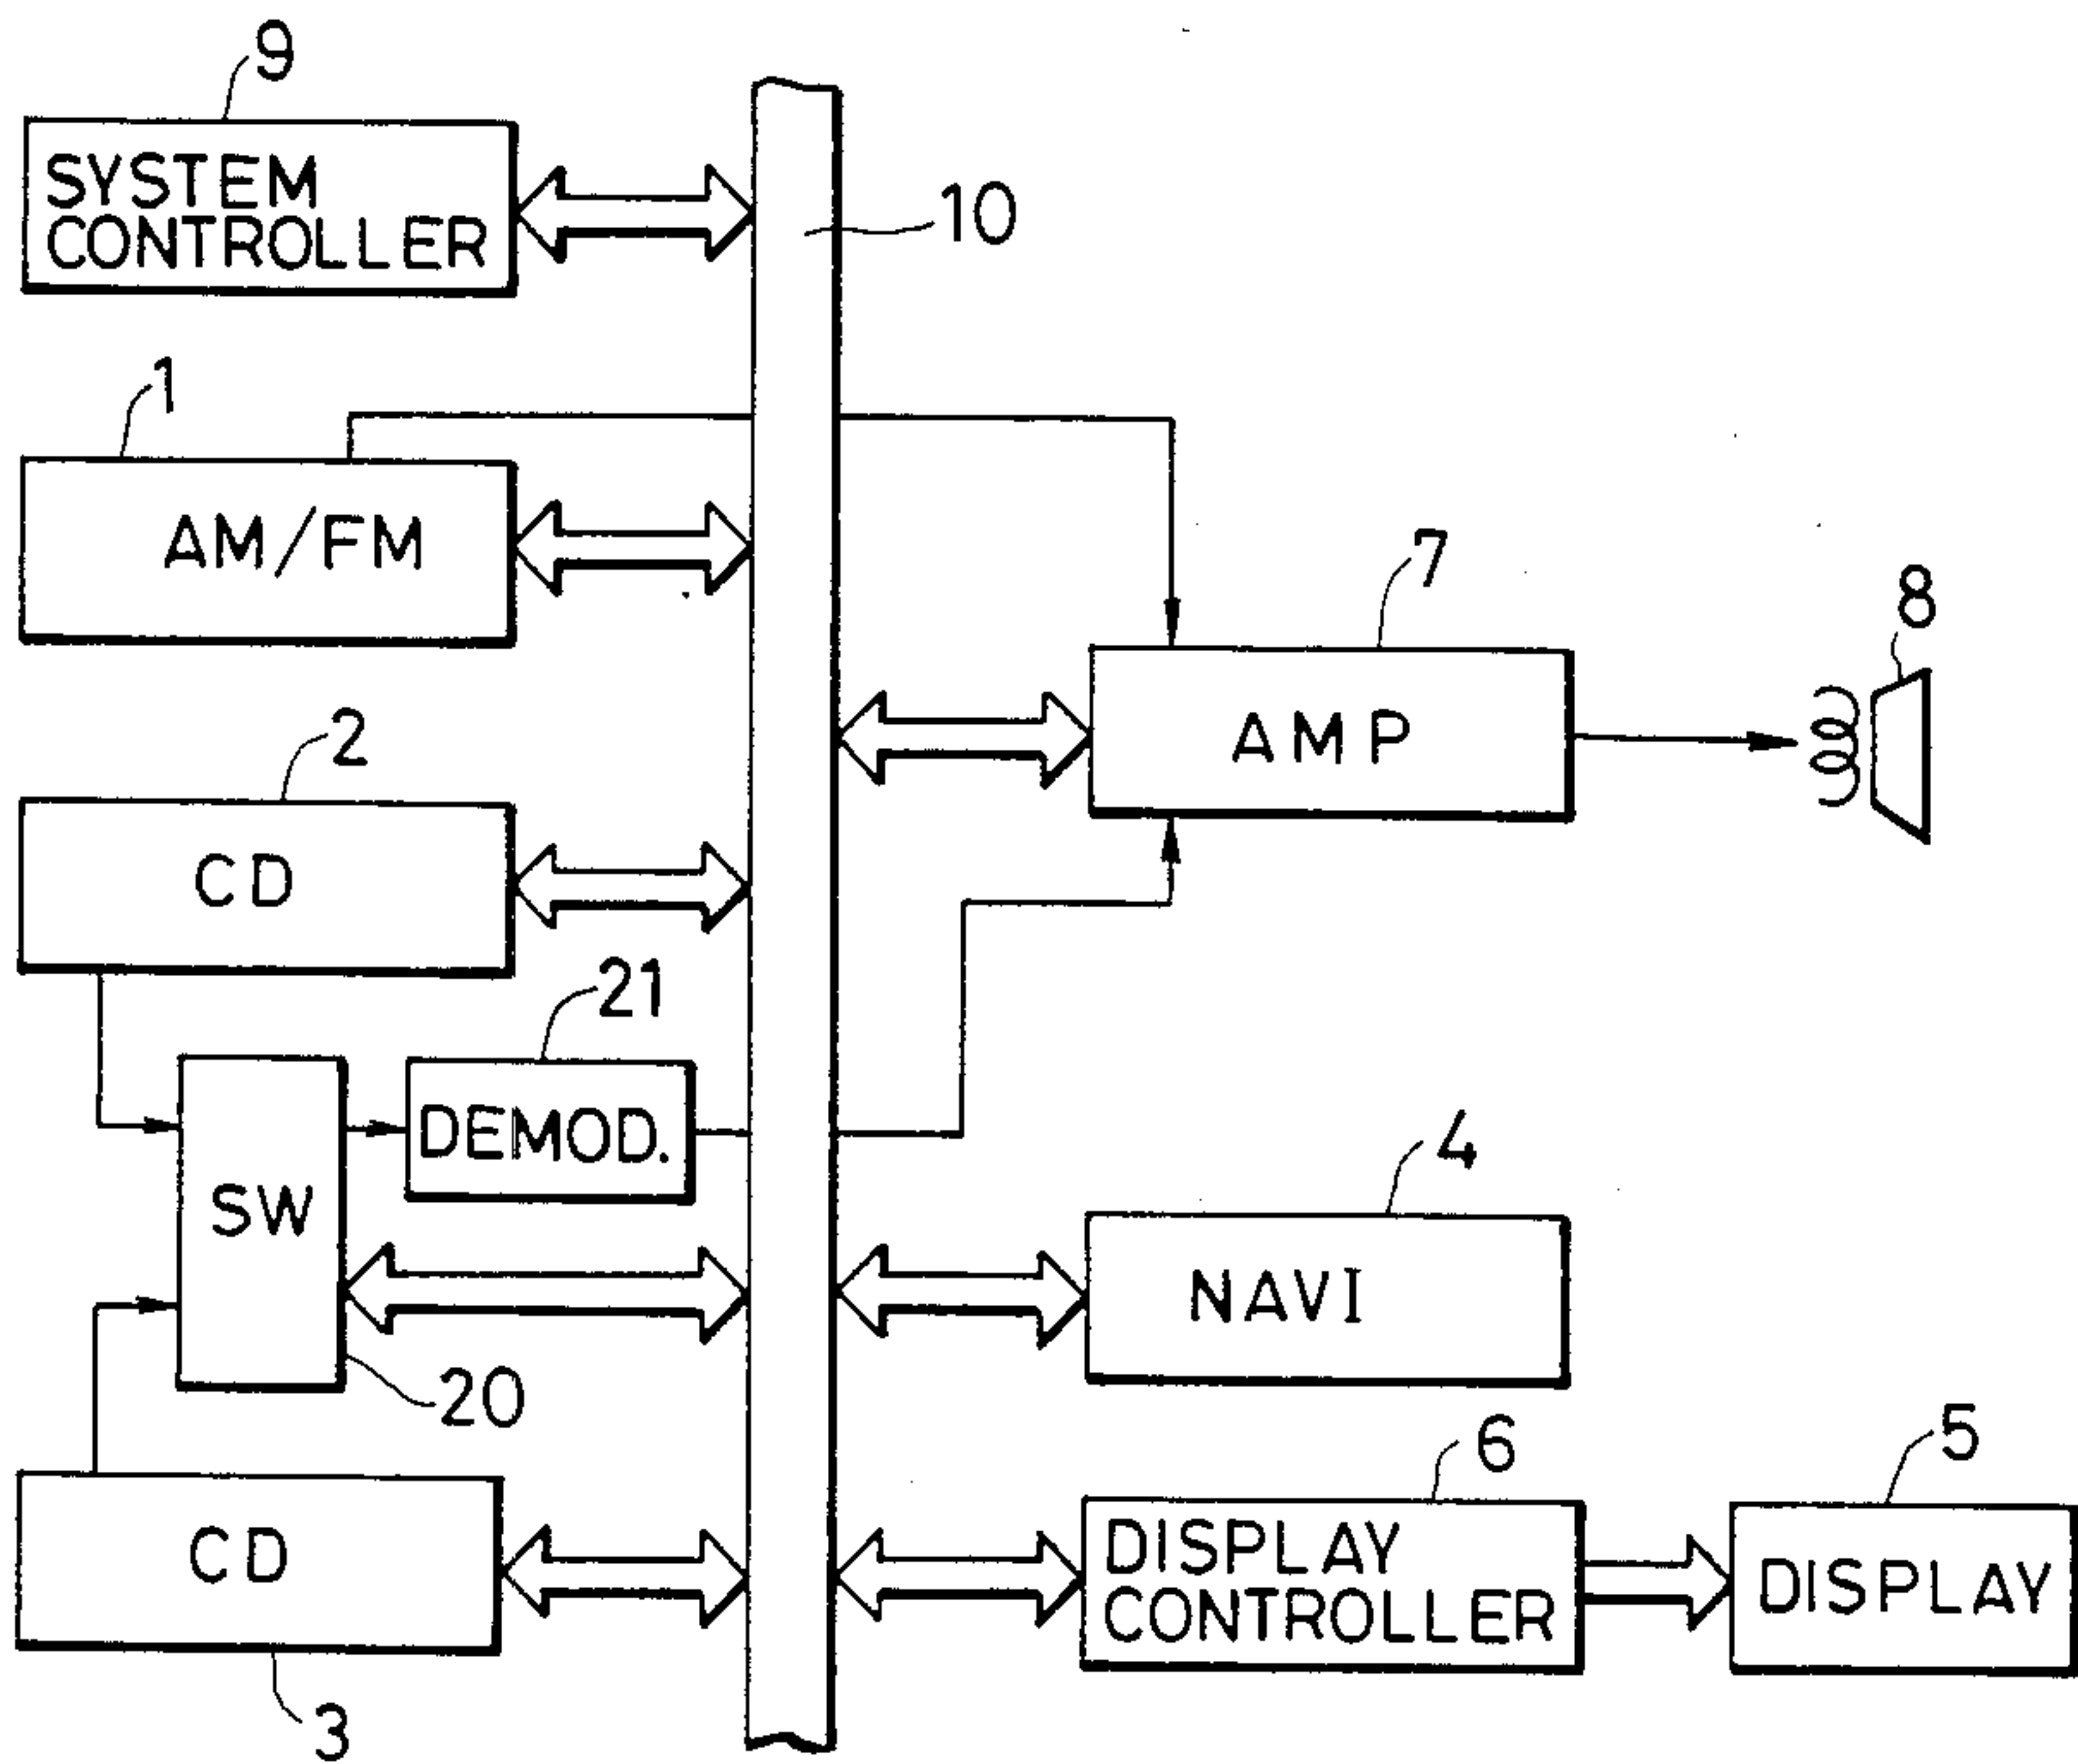 9
SYSTEM
CONTROLLER
10
1
AM/FM
7
8
AMP
2
CD
21
DEMOD.
SW
20
4
NAVI
6
5
DISPLAY
CONTROLLER
DISPLAY
CD
3